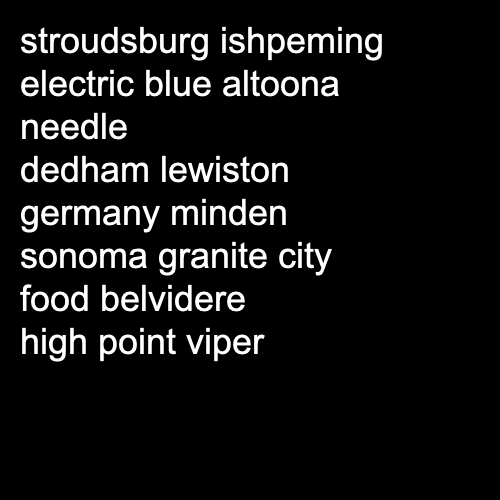 stroudsburg ishpeming
electric blue altoona
needle
dedham lewiston
germany minden
sonoma granite city
food belvidere
high point viper